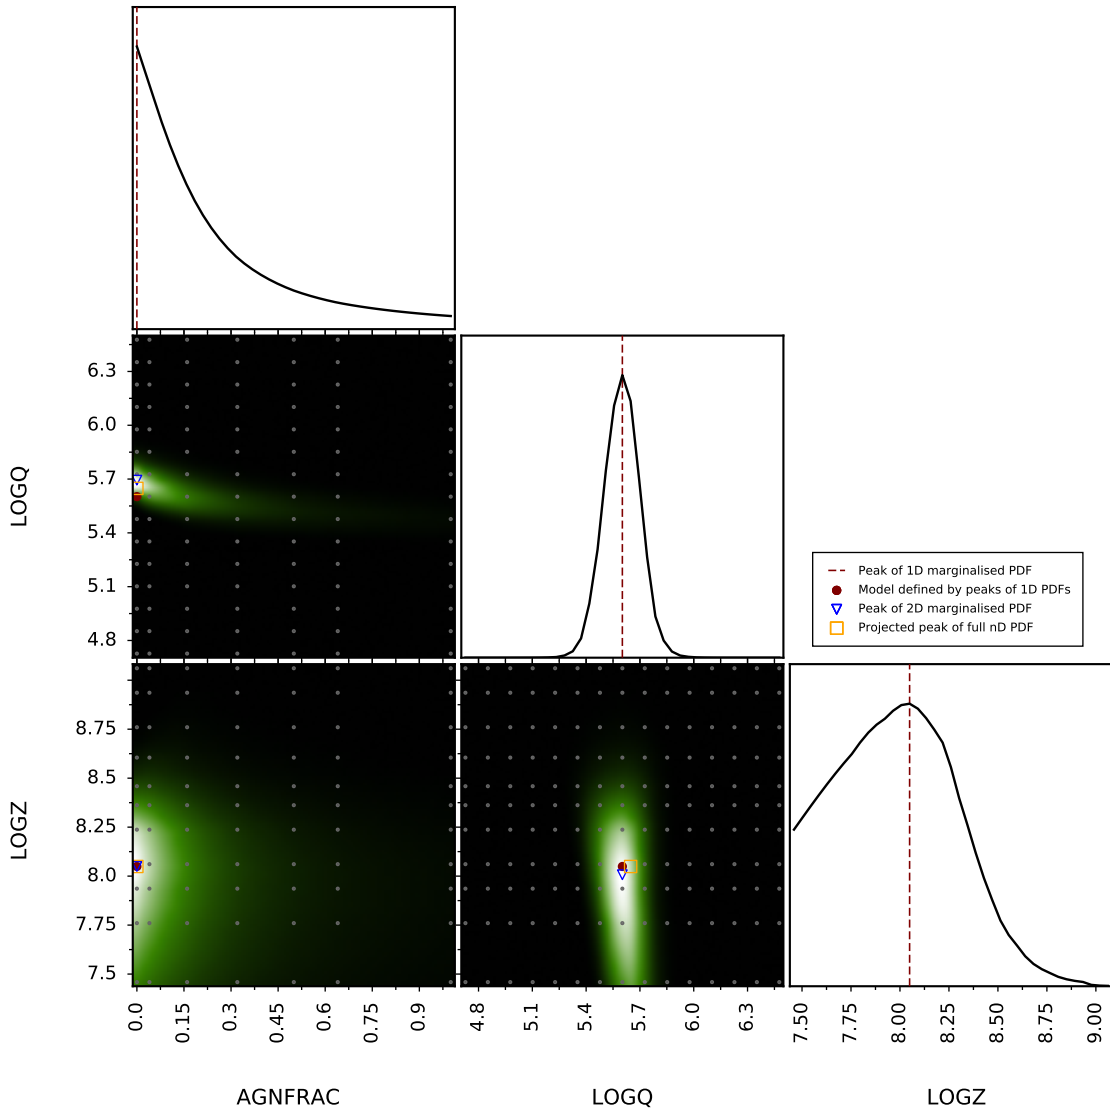 6.3
6.0
5.7
5.4
5.1
4.8
LOGQ
Peak of 1D marginalised PDF
Model defined by peaks of 1D PDFs
Peak of 2D marginalised PDF
Projected peak of full nD PDF
8.75
8.5
8.25
8.0
7.75
7.5
LOGZ
0.0 0.15 0.3 0.45 0.6 0.75 0.9
4.8 5.1 5.4 5.7 6.0 6.3
7.50 7.75 8.00 8.25 8.50 8.75 9.00
AGNFRAC LOGQ LOGZ